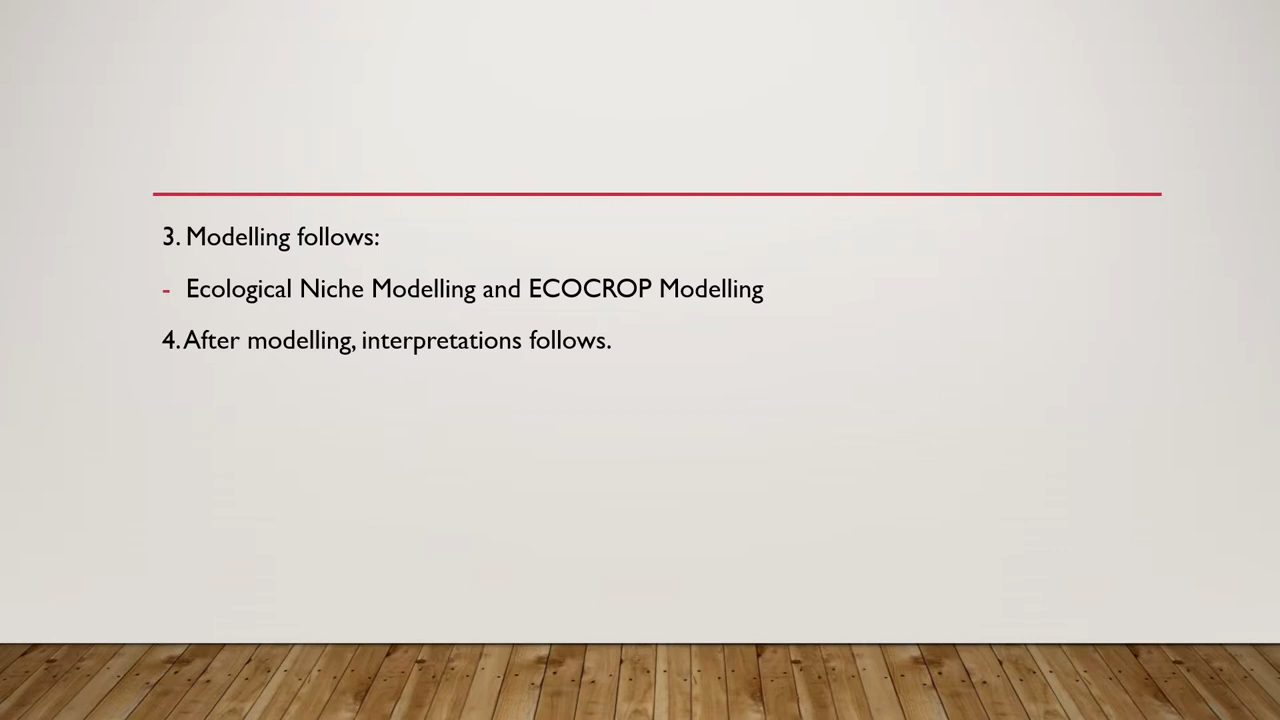 3. Modelling follows:
- Ecological Niche Modelling and ECOCROP Modelling
4. After modelling, interpretations follows.